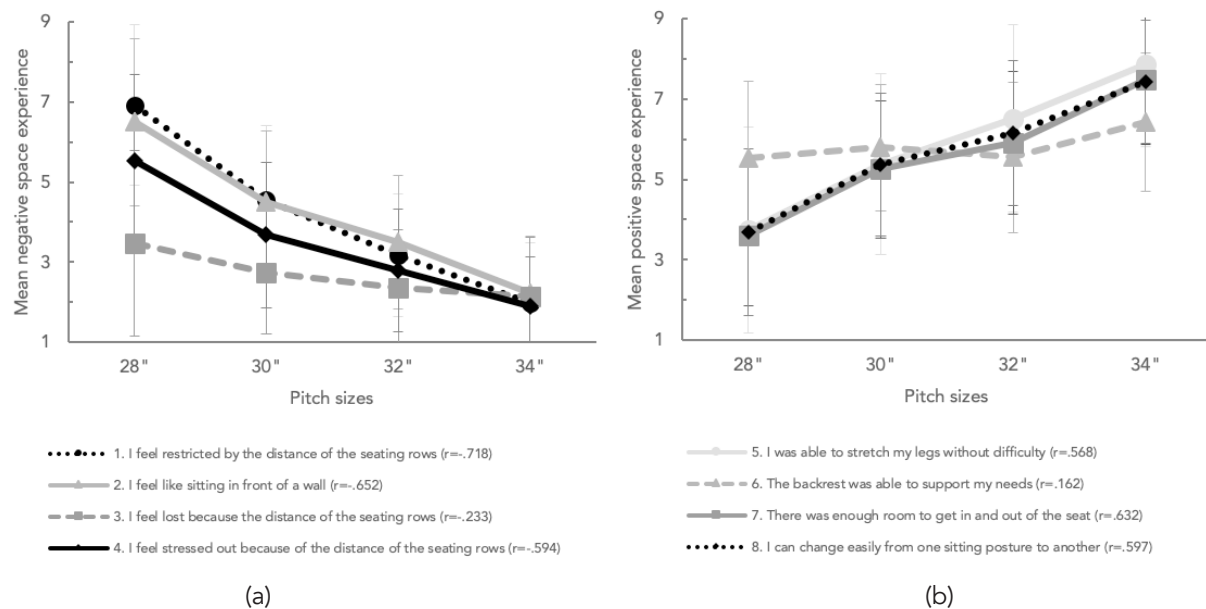 Mean negative space experience
9
7
5
3
1
28"
30"
32"
34"
Pitch sizes
1. I feel restricted by the distance of the seating rows (r=-.718)
2. I feel like sitting in front of a wall (r=-.652)
3. I feel lost because the distance of the seating rows (r=-.233)
4. I feel stressed out because of the distance of the seating rows (r=-.594)
(a)
Mean positive space experience
9
7
5
3
1
28"
30"
32"
34"
Pitch sizes
5. I was able to stretch my legs without difficulty (r=.568)
6. The backrest was able to support my needs (r=.162)
7. There was enough room to get in and out of the seat (r=.632)
8. I can change easily from one sitting posture to another (r=.597)
(b)